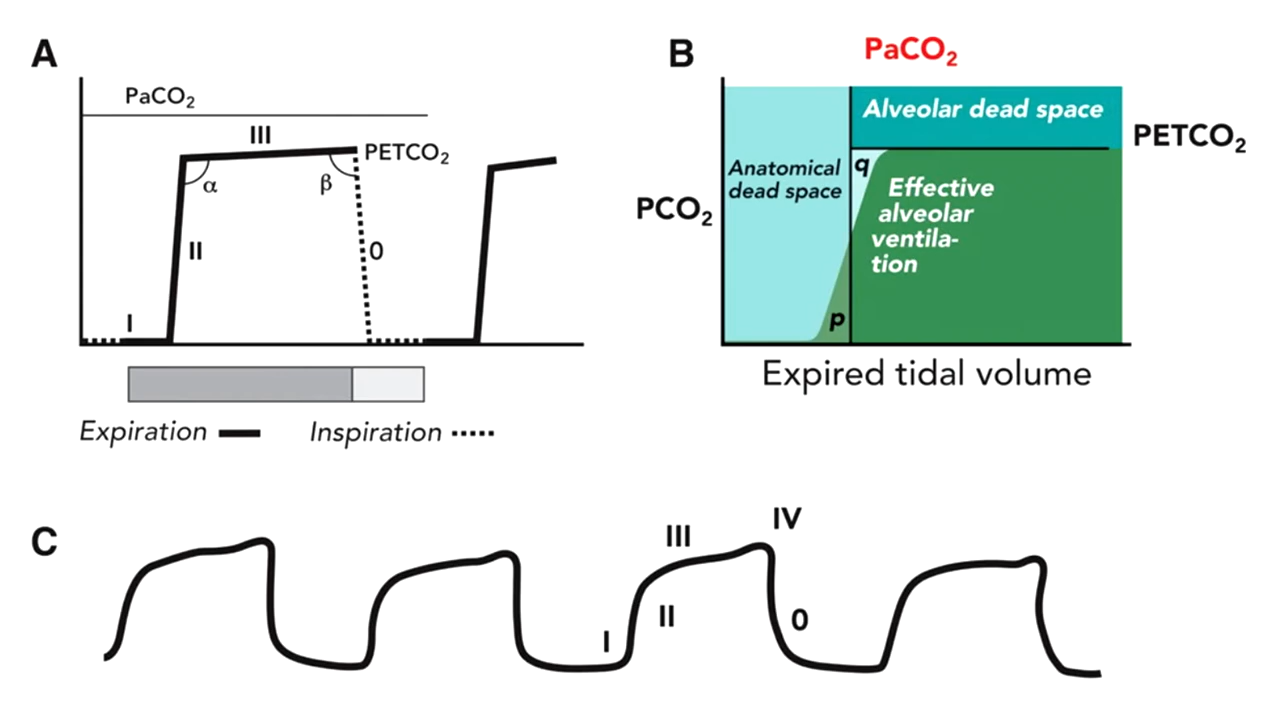 A
PaCO₂
III
PETCO₂
α
β
II
0
I
Expiration
Inspiration
B
PaCO₂
Alveolar dead space
PETCO₂
Anatomical
dead space
q
Effective
alveolar
ventila-
tion
PCO₂
p
Expired tidal volume
C
IV
III
II
0
I